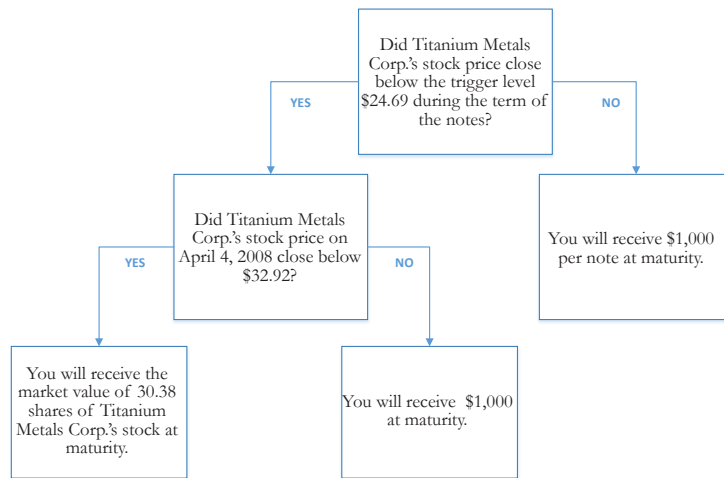 Did Titanium Metals
Corp.'s stock price close
below the trigger level
$24.69 during the term of
the notes?
YES
NO
Did Titanium Metals
Corp.'s stock price on
April 4, 2008 close below
$32.92?
You will receive $1,000
per note at maturity.
YES
NO
You will receive the
market value of 30.38
shares of Titanium
Metals Corp.'s stock at
maturity.
You will receive $1,000
at maturity.